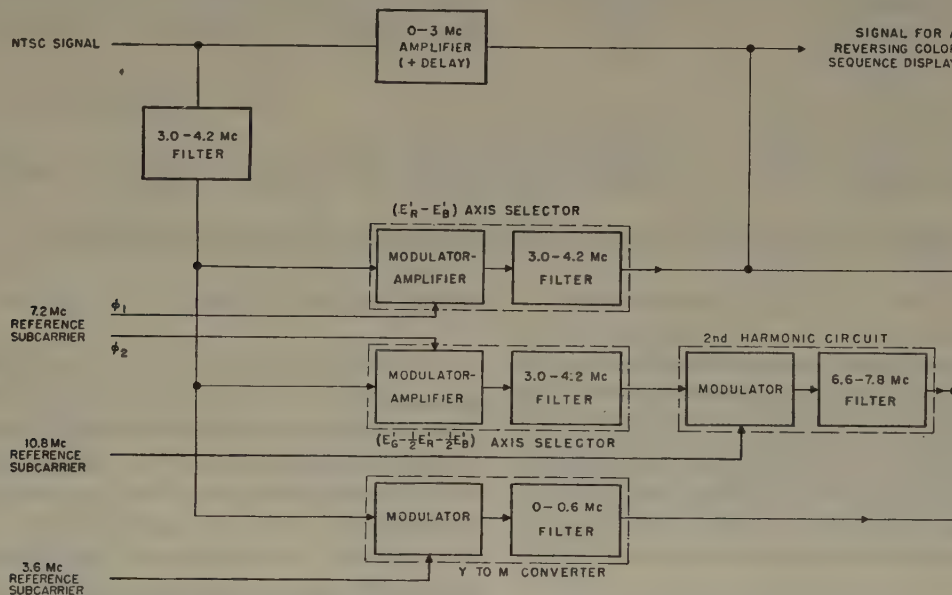 NTSC SIGNAL
0-3 Mc
AMPLIFIER
(+ DELAY)
SIGNAL FOR A
REVERSING COLOR
SEQUENCE DISPLAY
3.0-4.2 Mc
FILTER
(E'R - E'B) AXIS SELECTOR
MODULATOR-
AMPLIFIER
3.0-4.2 Mc
FILTER
7.2 Mc
REFERENCE
SUBCARRIER
ϕ1
ϕ2
2nd HARMONIC CIRCUIT
MODULATOR-
AMPLIFIER
3.0-4.2 Mc
FILTER
MODULATOR
6.6-7.8 Mc
FILTER
(E'G - 1/2 E'R - 1/2 E'B) AXIS SELECTOR
10.8 Mc
REFERENCE
SUBCARRIER
MODULATOR
0-0.6 Mc
FILTER
Y TO M CONVERTER
3.6 Mc
REFERENCE
SUBCARRIER